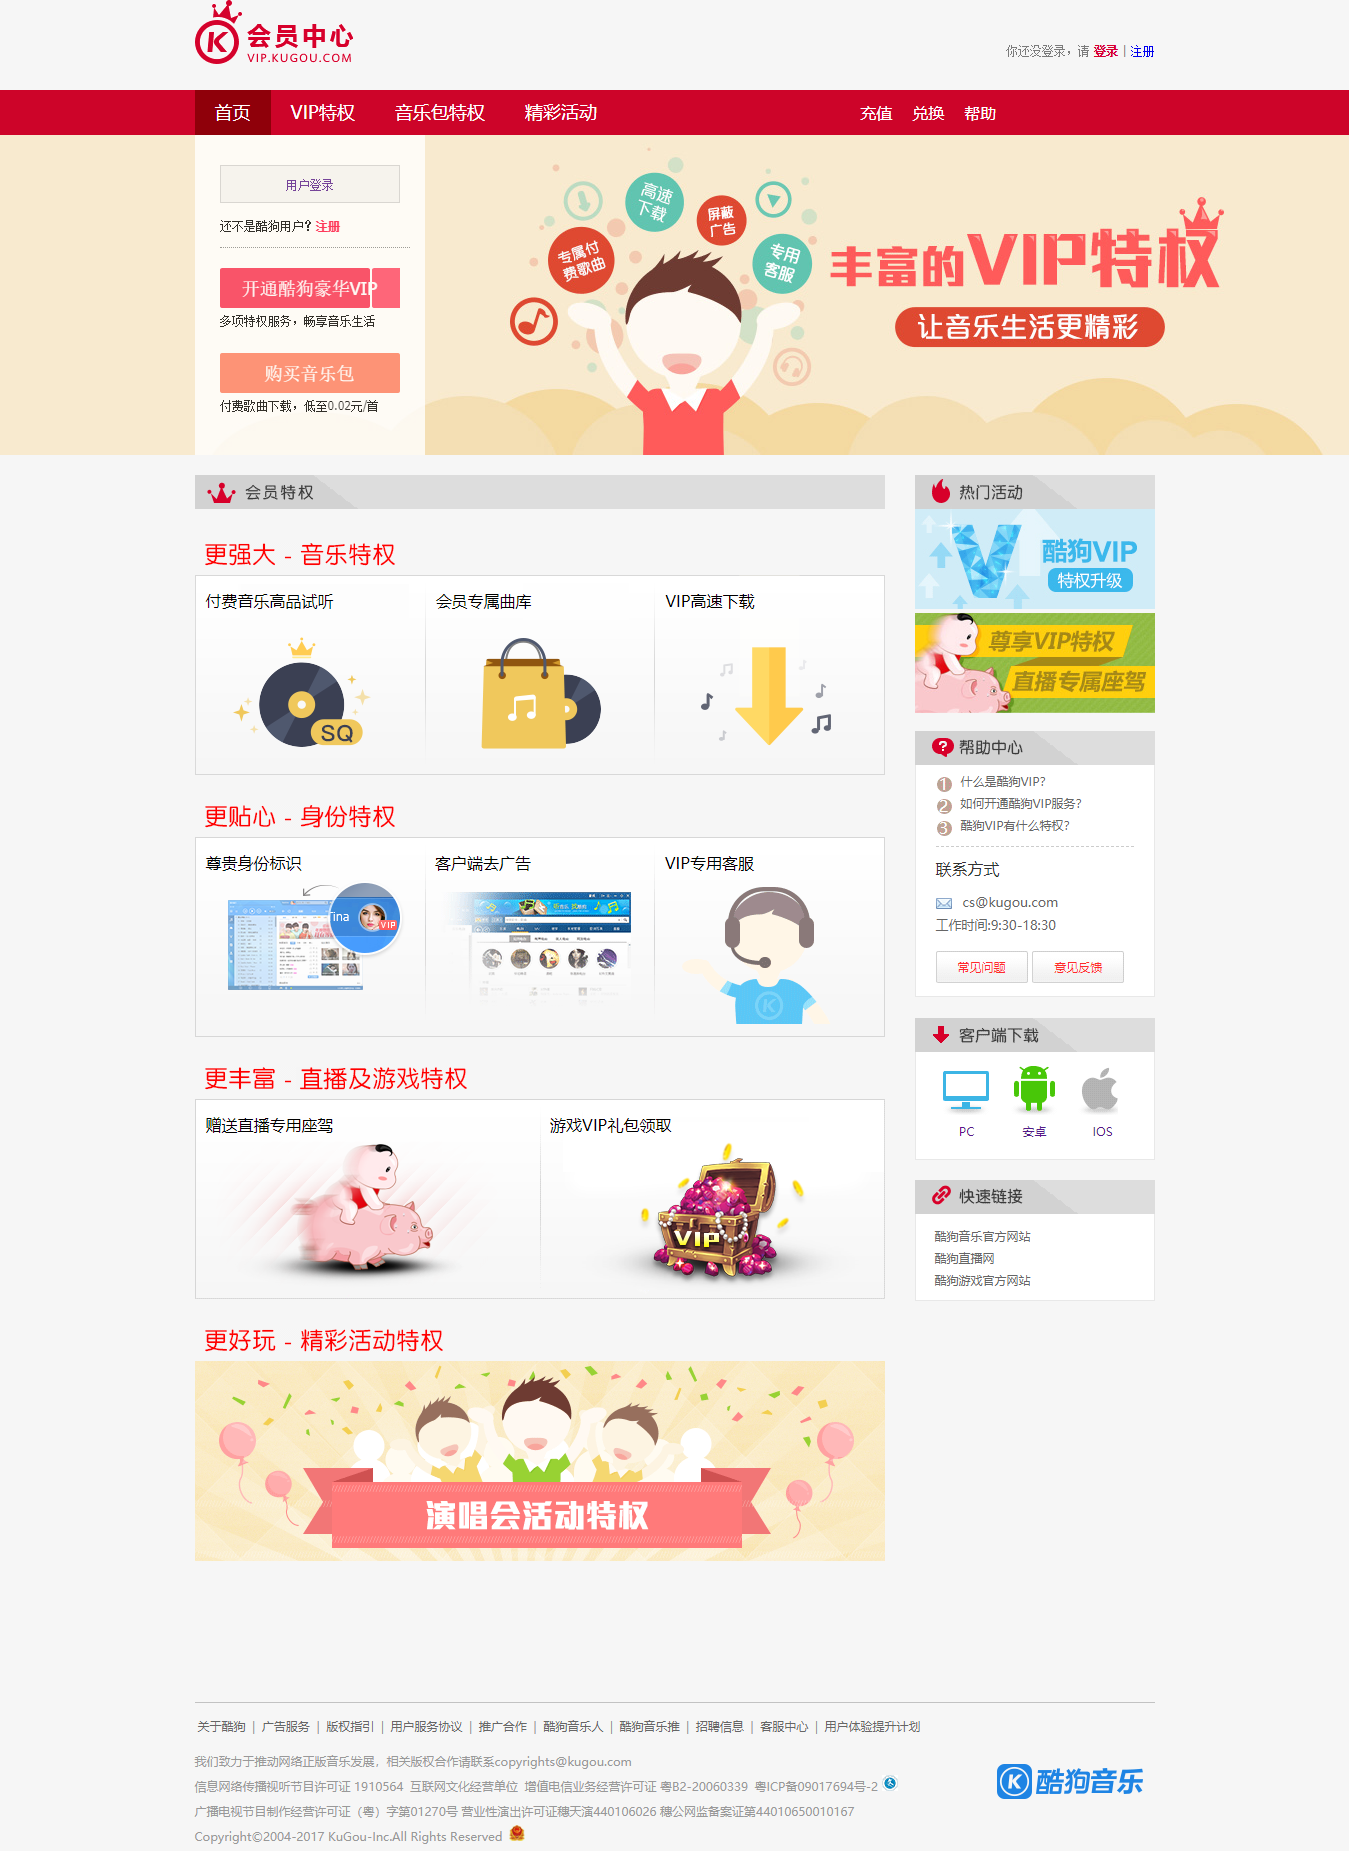 会员中心
VIP.KUGOU.COM
你还没登录，请 登录 | 注册
首页 VIP特权 音乐包特权 精彩活动 充值 兑换 帮助
用户登录
还不是酷狗用户？注册
开通酷狗豪华VIP
多项特权服务，畅享音乐生活
购买音乐包
付费歌曲下载，低至0.02元/首
高速下载
屏蔽广告
专属付费歌曲
专用客服
丰富的VIP特权
让音乐生活更精彩
会员特权
更强大 - 音乐特权
付费音乐高品试听
会员专属曲库
VIP高速下载
SQ
更贴心 - 身份特权
尊贵身份标识
客户端去广告
VIP专用客服
Tina
VIP
更丰富 - 直播及游戏特权
赠送直播专用座驾
游戏VIP礼包领取
VIP
更好玩 - 精彩活动特权
演唱会活动特权
热门活动
酷狗VIP
特权升级
尊享VIP特权
直播专属座驾
帮助中心
1 什么是酷狗VIP?
2 如何开通酷狗VIP服务?
3 酷狗VIP有什么特权?
联系方式
cs@kugou.com
工作时间:9:30-18:30
常见问题 意见反馈
客户端下载
PC 安卓 IOS
快速链接
酷狗音乐官方网站
酷狗直播网
酷狗游戏官方网站
关于酷狗 | 广告服务 | 版权指引 | 用户服务协议 | 推广合作 | 酷狗音乐人 | 酷狗音乐推 | 招聘信息 | 客服中心 | 用户体验提升计划
我们致力于推动网络正版音乐发展，相关版权合作请联系copyrights@kugou.com
信息网络传播视听节目许可证 1910564 互联网文化经营单位 增值电信业务经营许可证 粤B2-20060339 粤ICP备09017694号-2
广播电视节目制作经营许可证（粤）字第01270号 营业性演出许可证穗天演440106026 穗公网监备案证第44010650010167
Copyright©2004-2017 KuGou-Inc.All Rights Reserved
酷狗音乐